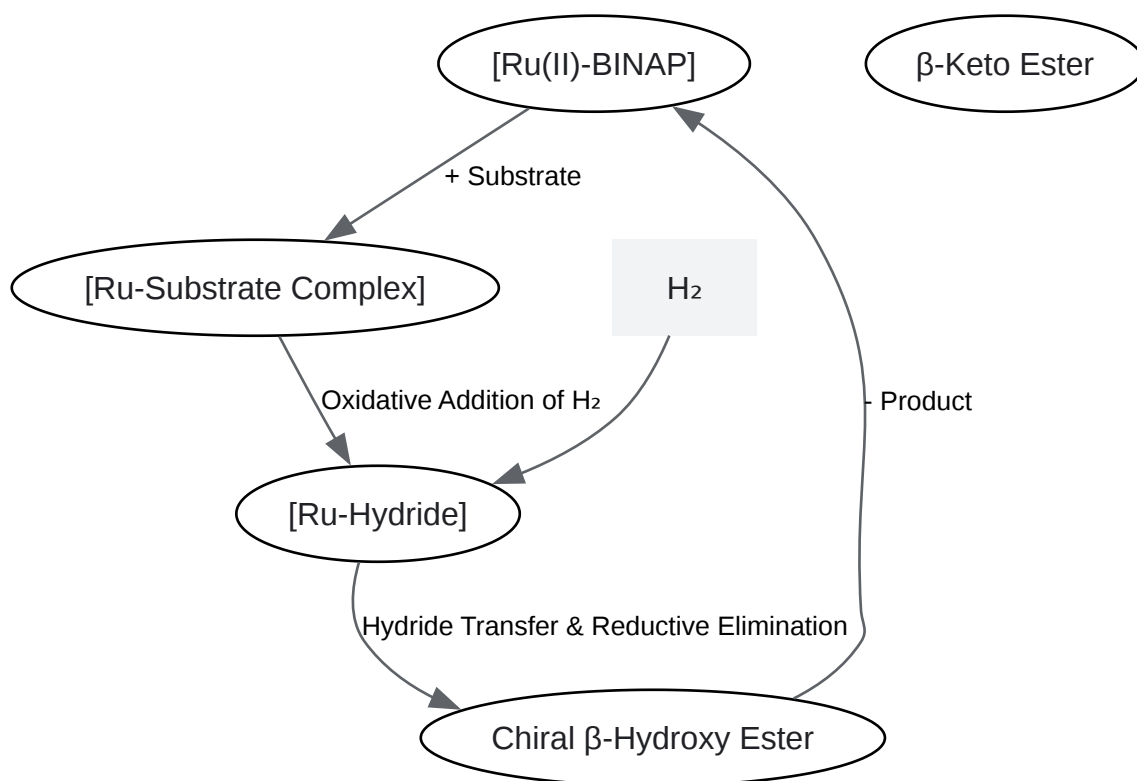 [Ru(II)-BINAP]
β-Keto Ester
+ Substrate
[Ru-Substrate Complex]
H₂
Oxidative Addition of H₂
- Product
[Ru-Hydride]
Hydride Transfer & Reductive Elimination
Chiral β-Hydroxy Ester